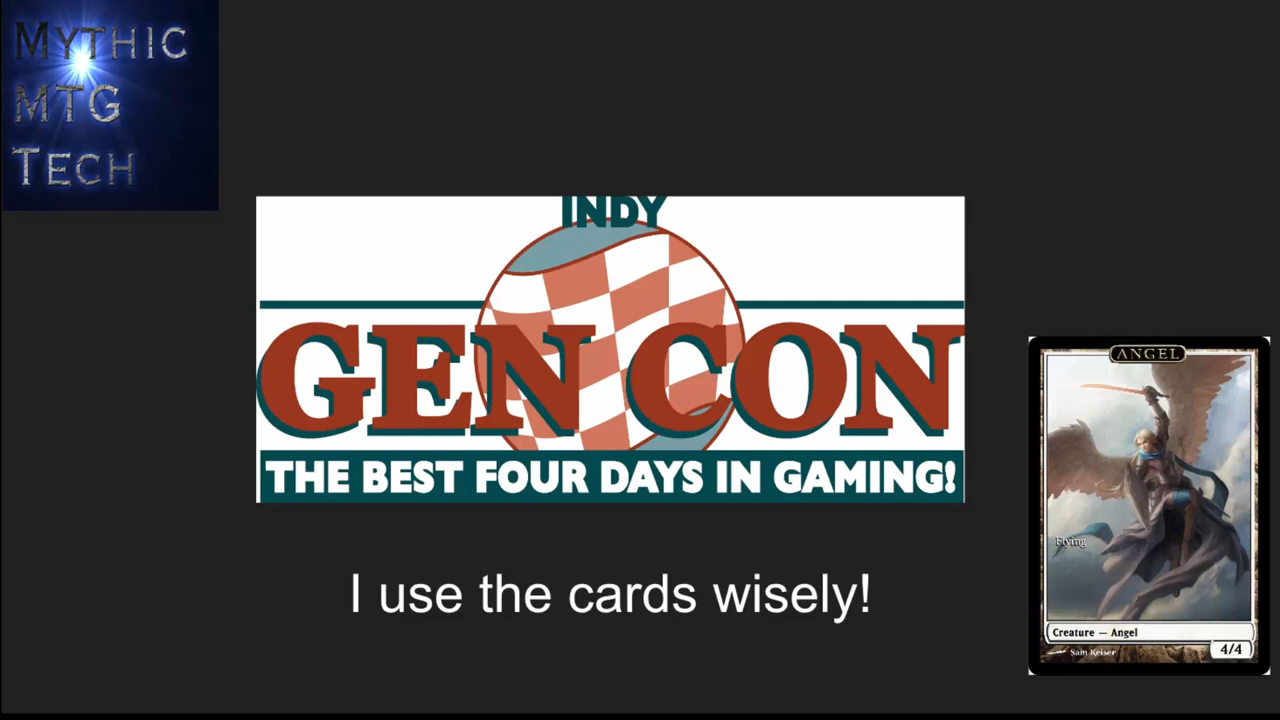 MYTHIC
MTG
TECH
INDY
GEN CON
THE BEST FOUR DAYS IN GAMING!
I use the cards wisely!
ANGEL
Flying
Creature — Angel
4/4
Sam Keiser